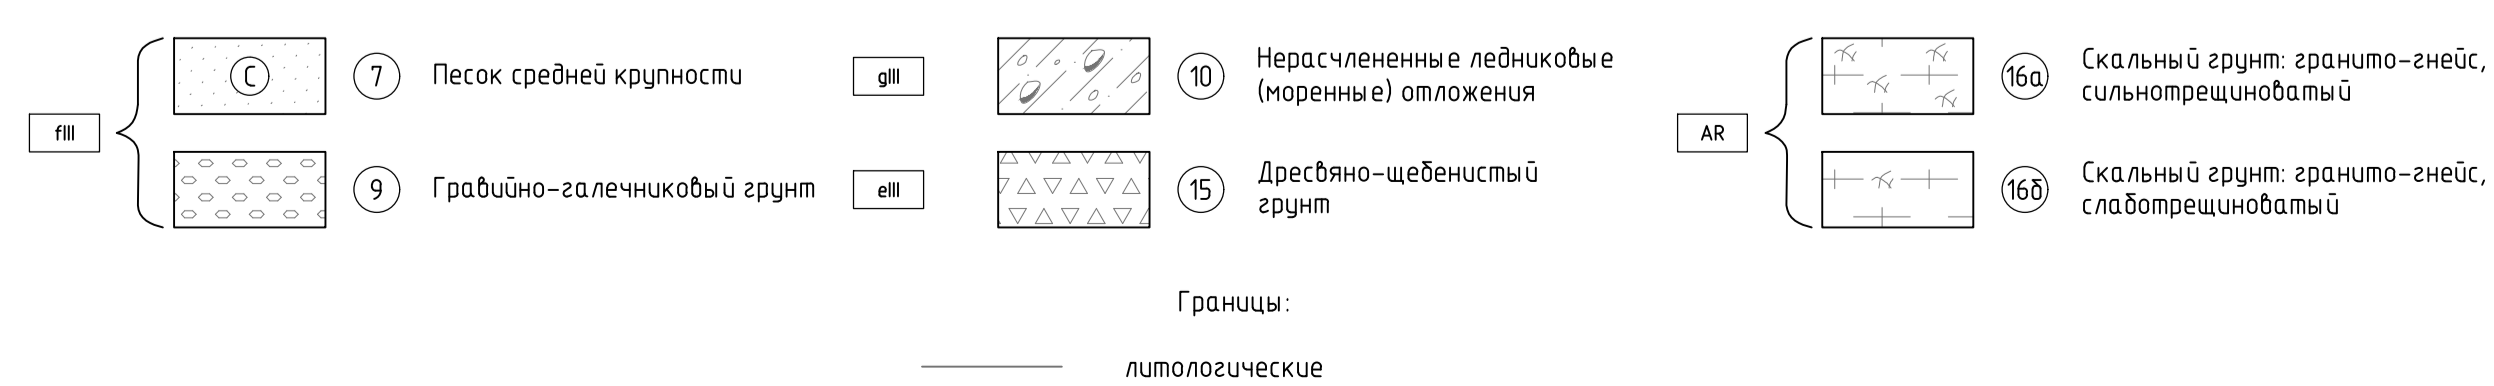 fIII
С
7
Песок средней крупности
9
Гравийно-галечниковый грунт
gIII
10
Нерасчлененные ледниковые
(моренные) отложения
eIII
15
Дресвяно-щебенистый
грунт
AR
16а
Скальный грунт: гранито-гнейс,
сильнотрещиноватый
16б
Скальный грунт: гранито-гнейс,
слаботрещиноватый
Границы:
литологические